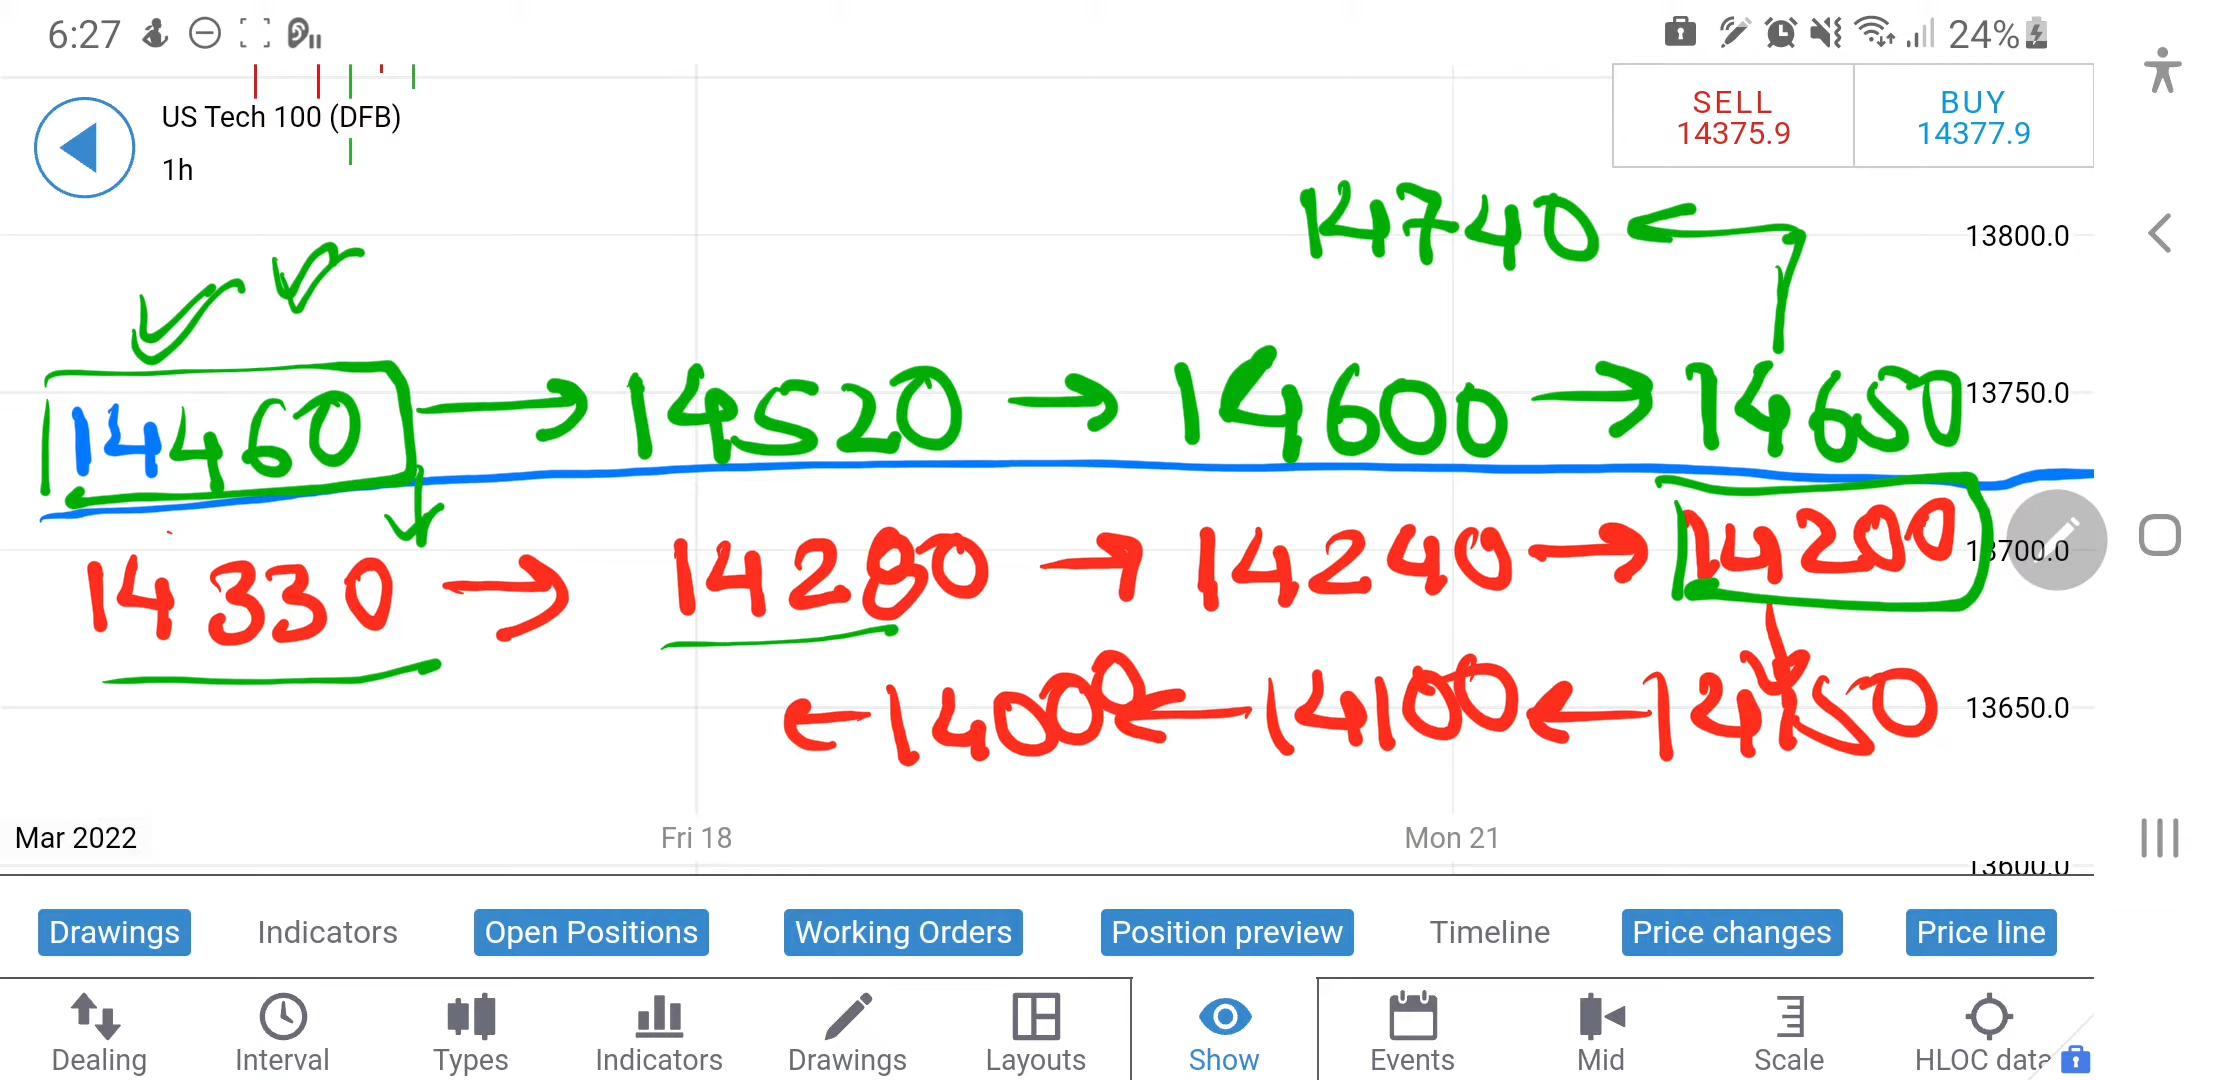 6:27 24%
US Tech 100 (DFB)
1h
SELL BUY
14375.9 14377.9
14740 ←
13800.0
14460 → 14520 → 14600 → 14650
13750.0
14330 → 14280 → 14240 → 14200
13700.0
← 14000 ← 14100 ← 14150
13650.0
Mar 2022 Fri 18 Mon 21
13600.0
Drawings Indicators Open Positions Working Orders Position preview Timeline Price changes Price line
Dealing Interval Types Indicators Drawings Layouts Show Events Mid Scale HLOC data